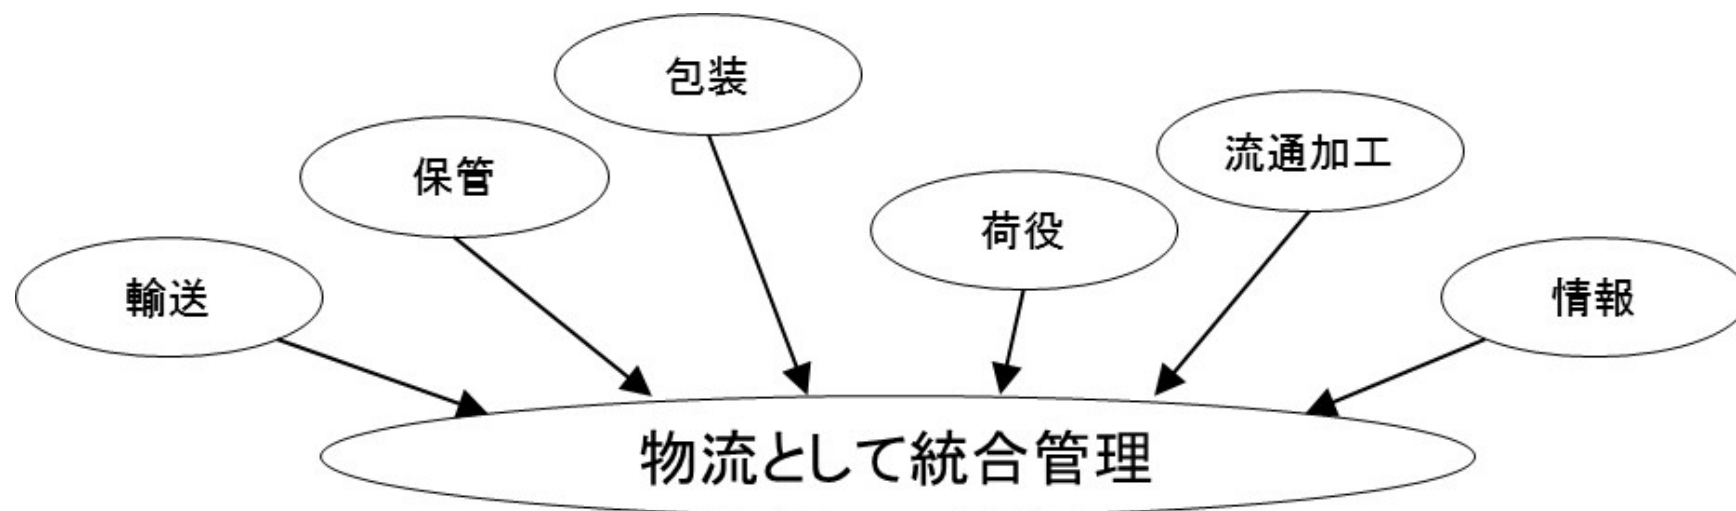 輸送
保管
包装
荷役
流通加工
情報
物流として統合管理